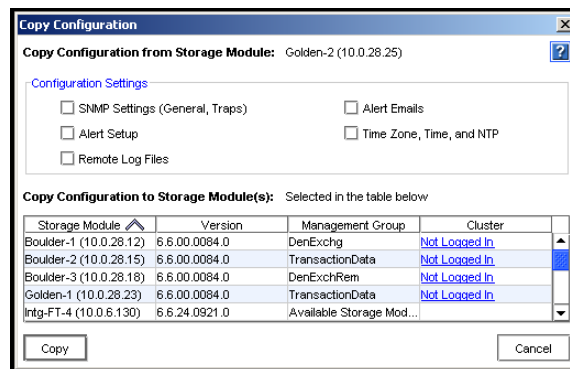 Copy Configuration
Copy Configuration from Storage Module: Golden-2 (10.0.28.25)
Configuration Settings
SNMP Settings (General, Traps) Alert Emails
Alert Setup Time Zone, Time, and NTP
Remote Log Files
Copy Configuration to Storage Module(s): Selected in the table below
Storage Module Version Management Group Cluster
Boulder-1 (10.0.28.12) 6.6.00.0084.0 DenExchg Not Logged In
Boulder-2 (10.0.28.15) 6.6.00.0084.0 TransactionData Not Logged In
Boulder-3 (10.0.28.18) 6.6.00.0084.0 DenExchRem Not Logged In
Golden-1 (10.0.28.23) 6.6.00.0084.0 TransactionData Not Logged In
Intg-FT-4 (10.0.6.130) 6.6.24.0921.0 Available Storage Mod...
Copy Cancel